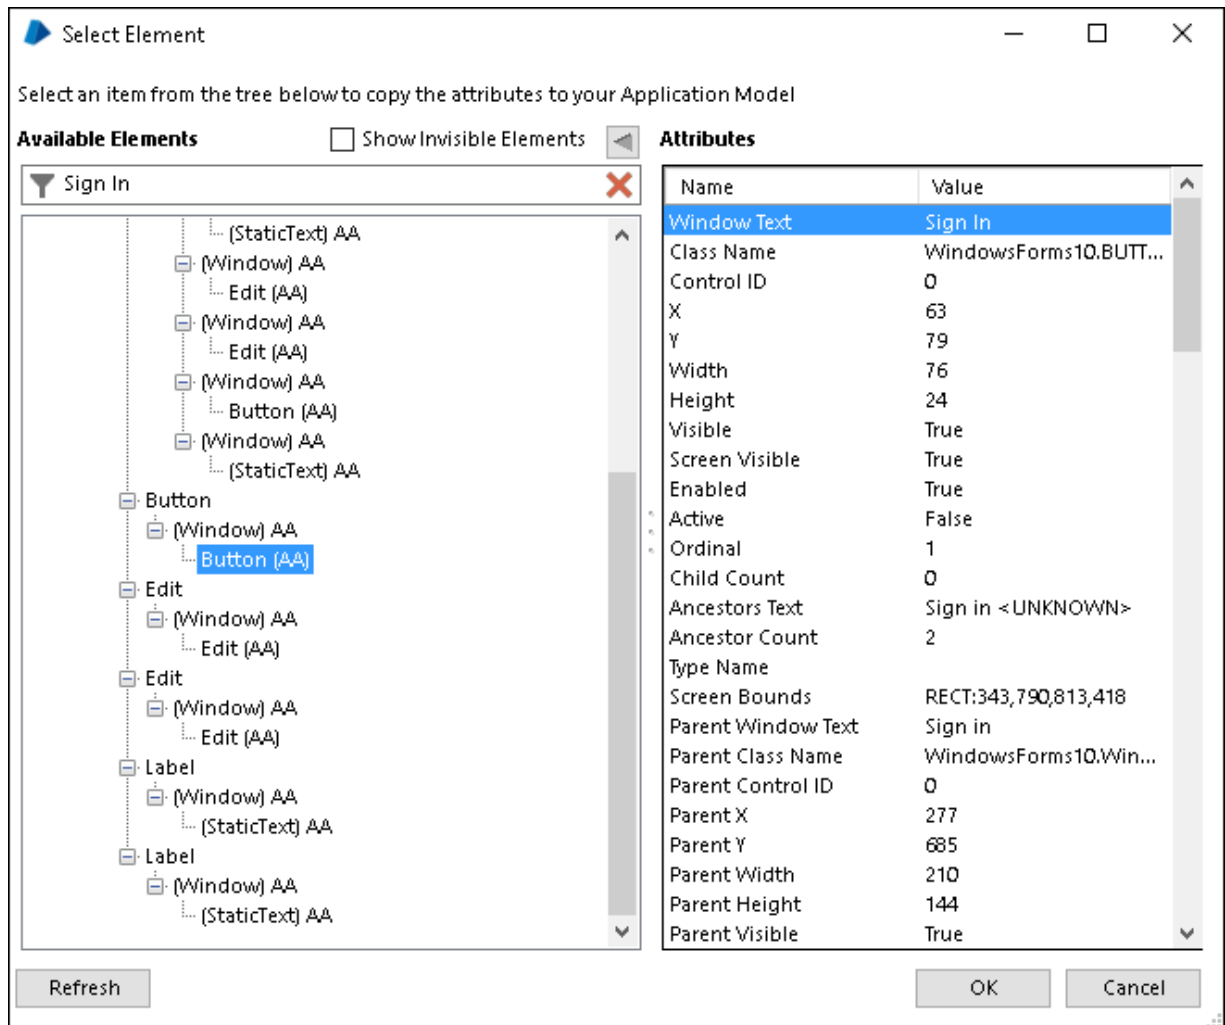 Select Element
Select an item from the tree below to copy the attributes to your Application Model
Available Elements
Show Invisible Elements
Sign In
(StaticText) AA
(Window) AA
Edit (AA)
(Window) AA
Edit (AA)
(Window) AA
Button (AA)
(Window) AA
(StaticText) AA
Button
(Window) AA
Button (AA)
Edit
(Window) AA
Edit (AA)
Edit
(Window) AA
Edit (AA)
Label
(Window) AA
(StaticText) AA
Label
(Window) AA
(StaticText) AA
Attributes
Name Value
Window Text Sign In
Class Name WindowsForms10.BUTT...
Control ID 0
X 63
Y 79
Width 76
Height 24
Visible True
Screen Visible True
Enabled True
Active False
Ordinal 1
Child Count 0
Ancestors Text Sign in <UNKNOWN>
Ancestor Count 2
Type Name
Screen Bounds RECT:343,790,813,418
Parent Window Text Sign in
Parent Class Name WindowsForms10.Win...
Parent Control ID 0
Parent X 277
Parent Y 685
Parent Width 210
Parent Height 144
Parent Visible True
Refresh
OK
Cancel